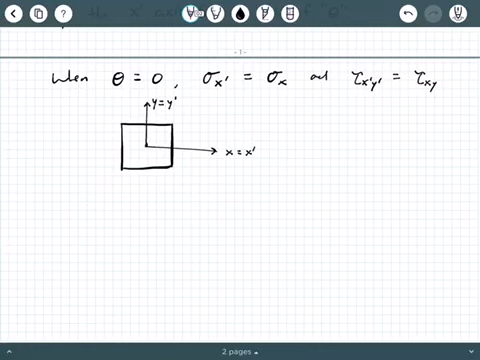 - 1 -
when θ = 0, σx' = σx and τx'y' = τxy
y=y'
x=x'
2 pages